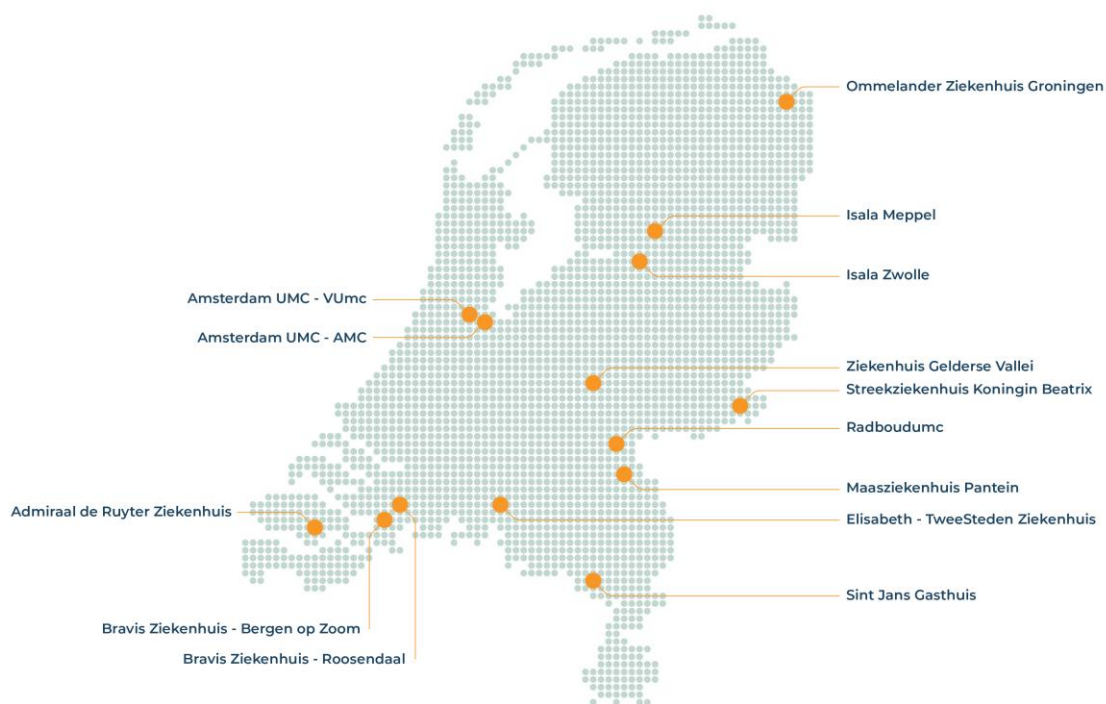 Ommelander Ziekenhuis Groningen
Isala Meppel
Isala Zwolle
Amsterdam UMC - VUmc
Amsterdam UMC - AMC
Ziekenhuis Gelderse Vallei
Streekziekenhuis Koningin Beatrix
Radboudumc
Maasziekenhuis Pantein
Admiraal de Ruyter Ziekenhuis
Elisabeth - TweeSteden Ziekenhuis
Sint Jans Gasthuis
Bravis Ziekenhuis - Bergen op Zoom
Bravis Ziekenhuis - Roosendaal